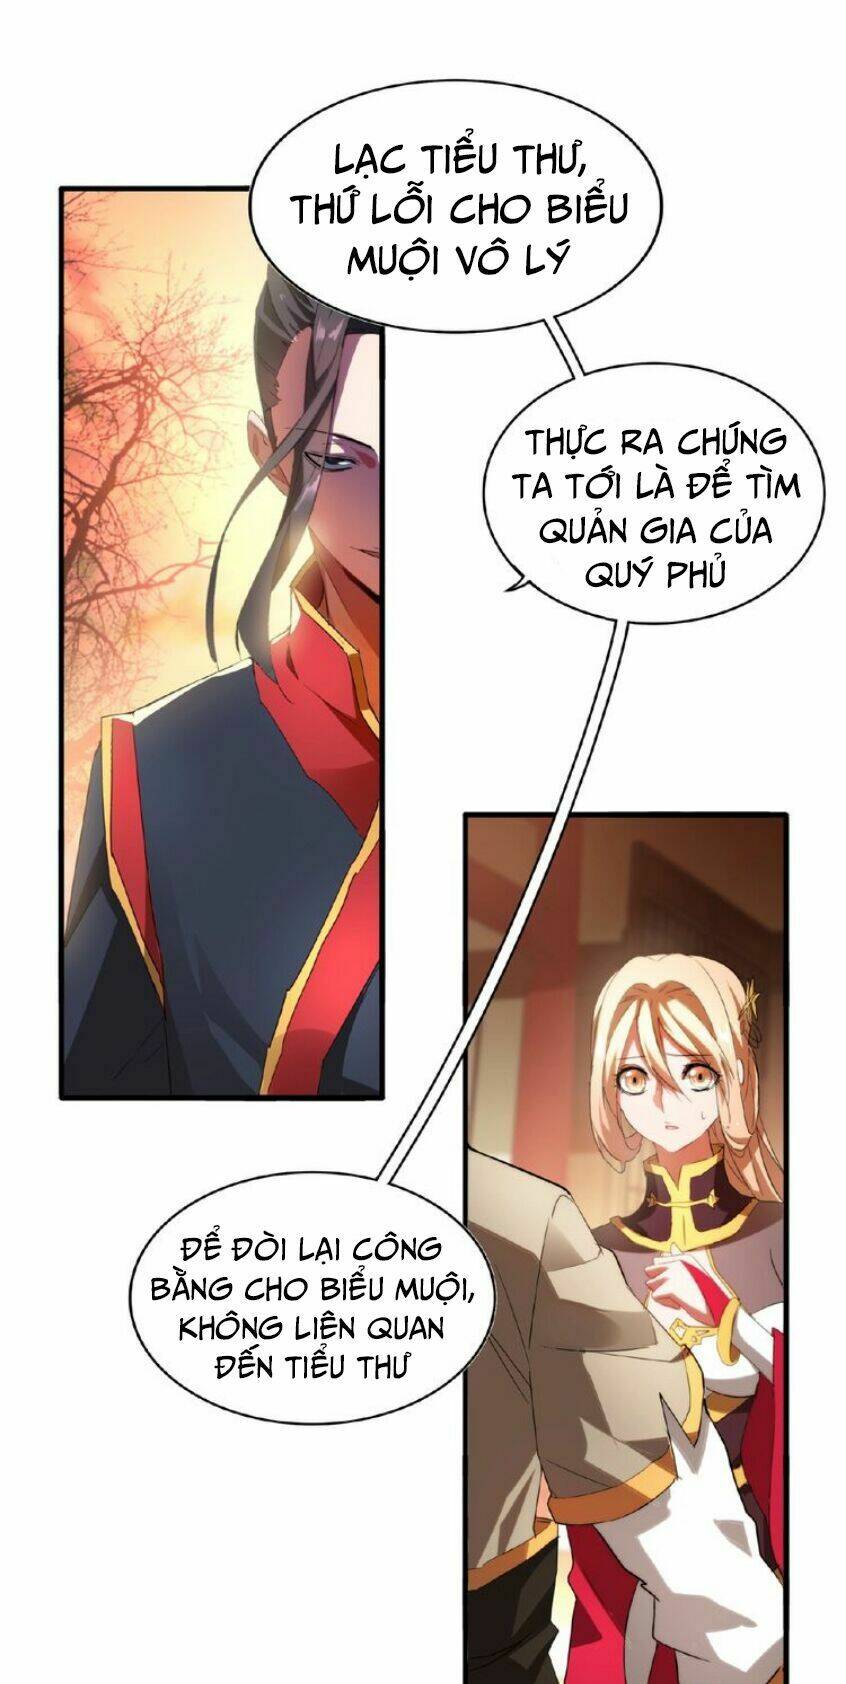 LẠC TIỂU THƯ,
THỨ LỖI CHO BIỂU
MUỘI VÔ LÝ
THỰC RA CHÚNG
TA TỚI LÀ ĐỂ TÌM
QUẢN GIA CỦA
QUÝ PHỦ
ĐỂ ĐÒI LẠI CÔNG
BẰNG CHO BIỂU MUỘI,
KHÔNG LIÊN QUAN
ĐẾN TIỂU THƯ